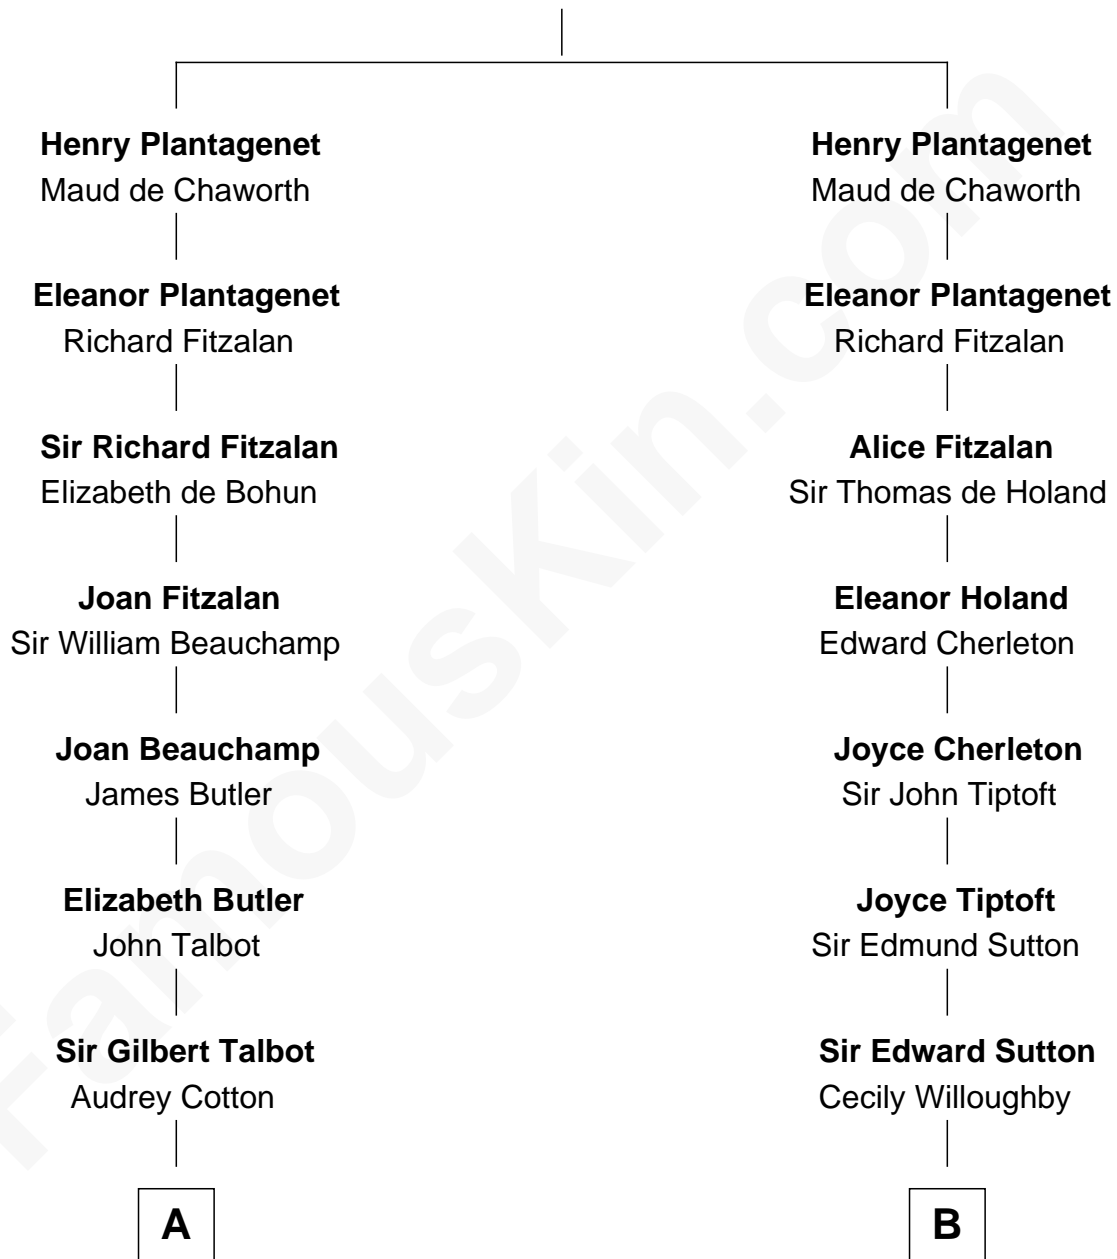 Henry Plantagenet
Maud de Chaworth
Eleanor Plantagenet
Richard Fitzalan
Sir Richard Fitzalan
Elizabeth de Bohun
Joan Fitzalan
Sir William Beauchamp
Joan Beauchamp
James Butler
Elizabeth Butler
John Talbot
Sir Gilbert Talbot
Audrey Cotton
A
Henry Plantagenet
Maud de Chaworth
Eleanor Plantagenet
Richard Fitzalan
Alice Fitzalan
Sir Thomas de Holand
Eleanor Holand
Edward Cherleton
Joyce Cherleton
Sir John Tiptoft
Joyce Tiptoft
Sir Edmund Sutton
Sir Edward Sutton
Cecily Willoughby
B
FamousKin.com